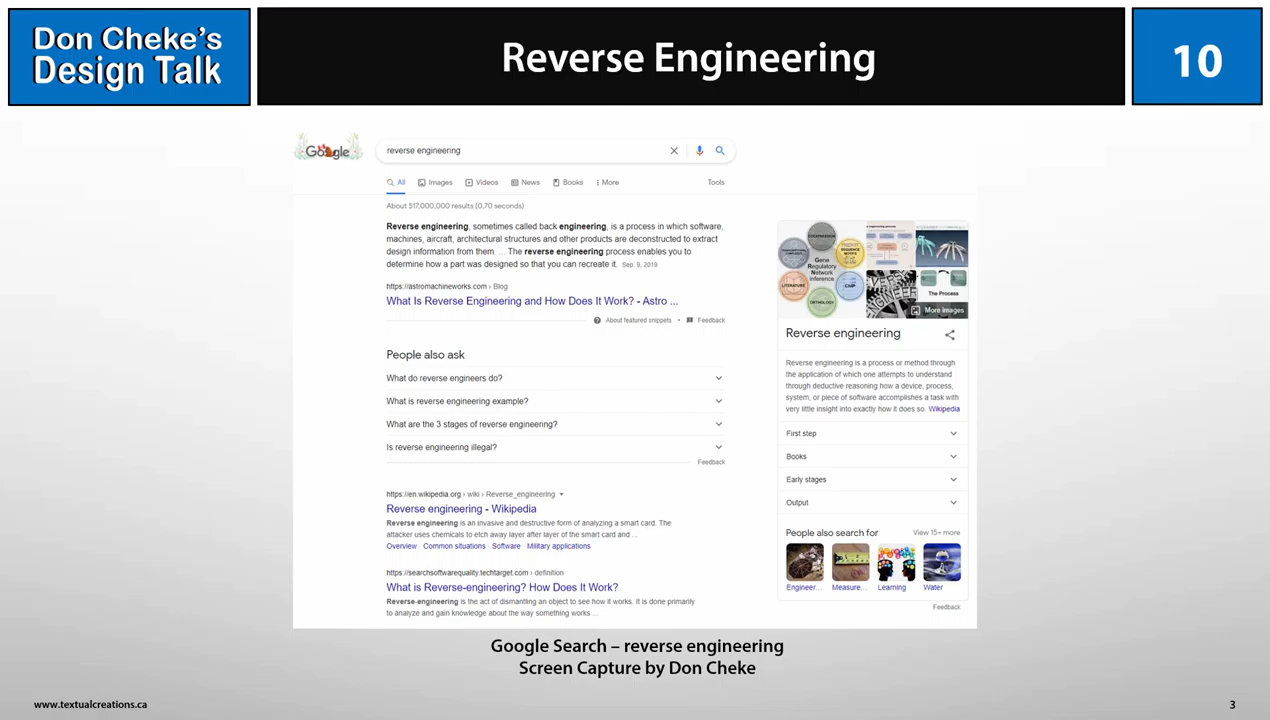 Don Cheke's
Design Talk
Reverse Engineering
10
Google
reverse engineering
All Images Videos News Books More Tools
About 517,000,000 results (0.70 seconds)
Reverse engineering, sometimes called back engineering, is a process in which software,
machines, aircraft, architectural structures and other products are deconstructed to extract
design information from them. ... The reverse engineering process enables you to
determine how a part was designed so that you can recreate it. Sep. 9, 2019
https://astromachineworks.com › Blog
What Is Reverse Engineering and How Does It Work? - Astro ...
About featured snippets • Feedback
People also ask
What do reverse engineers do?
What is reverse engineering example?
What are the 3 stages of reverse engineering?
Is reverse engineering illegal?
Feedback
https://en.wikipedia.org › wiki › Reverse_engineering
Reverse engineering - Wikipedia
Reverse engineering is an invasive and destructive form of analyzing a smart card. The
attacker uses chemicals to etch away layer after layer of the smart card and ...
Overview · Common situations · Software · Military applications
https://searchsoftwarequality.techtarget.com › definition
What is Reverse-engineering? How Does It Work?
Reverse-engineering is the act of dismantling an object to see how it works. It is done primarily
to analyze and gain knowledge about the way something works ...
Gene
Regulatory
Network
Inference
LITERATURE
ChIP
ORTHOLOGY
The Process
More images
Reverse engineering
Reverse engineering is a process or method through
the application of which one attempts to understand
through deductive reasoning how a device, process,
system, or piece of software accomplishes a task with
very little insight into exactly how it does so. Wikipedia
First step
Books
Early stages
Output
People also search for View 15+ more
Engineer... Measure... Learning Water
Feedback
Google Search – reverse engineering
Screen Capture by Don Cheke
www.textualcreations.ca
3